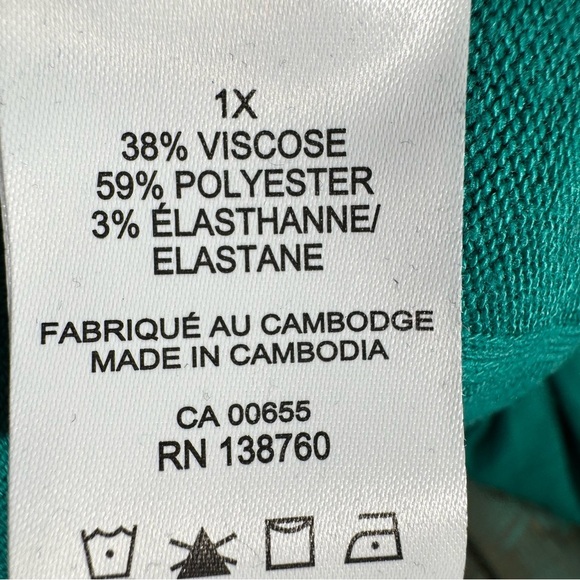 1X
38% VISCOSE
59% POLYESTER
3% ÉLASTHANNE/
ELASTANE
FABRIQUÉ AU CAMBODGE
MADE IN CAMBODIA
CA 00655
RN 138760